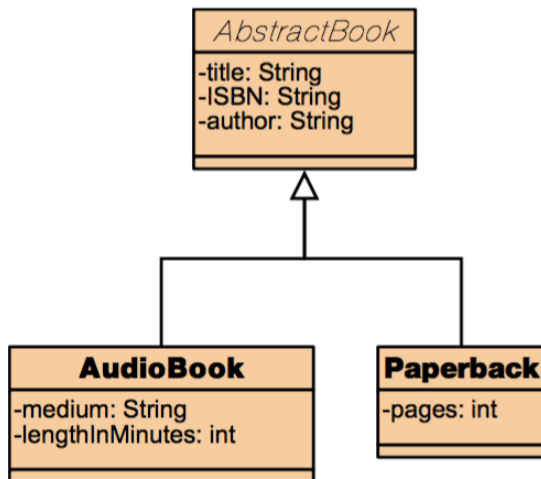 AbstractBook
-title: String
-ISBN: String
-author: String
AudioBook
-medium: String
-lengthInMinutes: int
Paperback
-pages: int